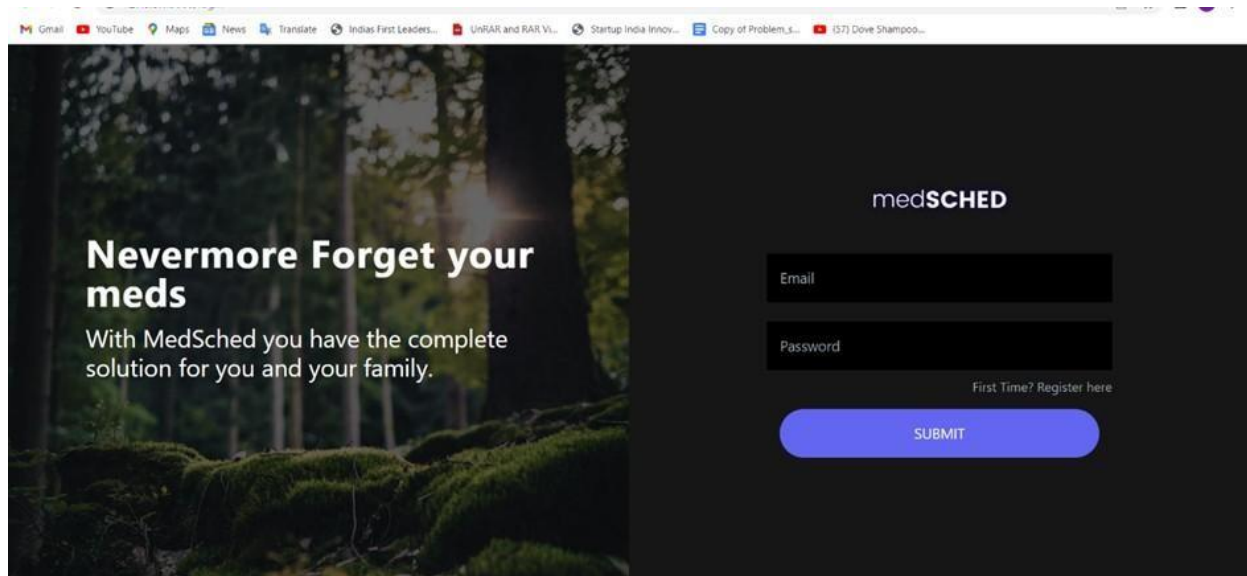 Gmail YouTube Maps News Translate Indias First Leaders... UnRAR and RAR Vi... Startup India Innov... Copy of Problem_s... (57) Dove Shampoo...
Nevermore Forget your
meds
With MedSched you have the complete
solution for you and your family.
medSCHED
Email
Password
First Time? Register here
SUBMIT